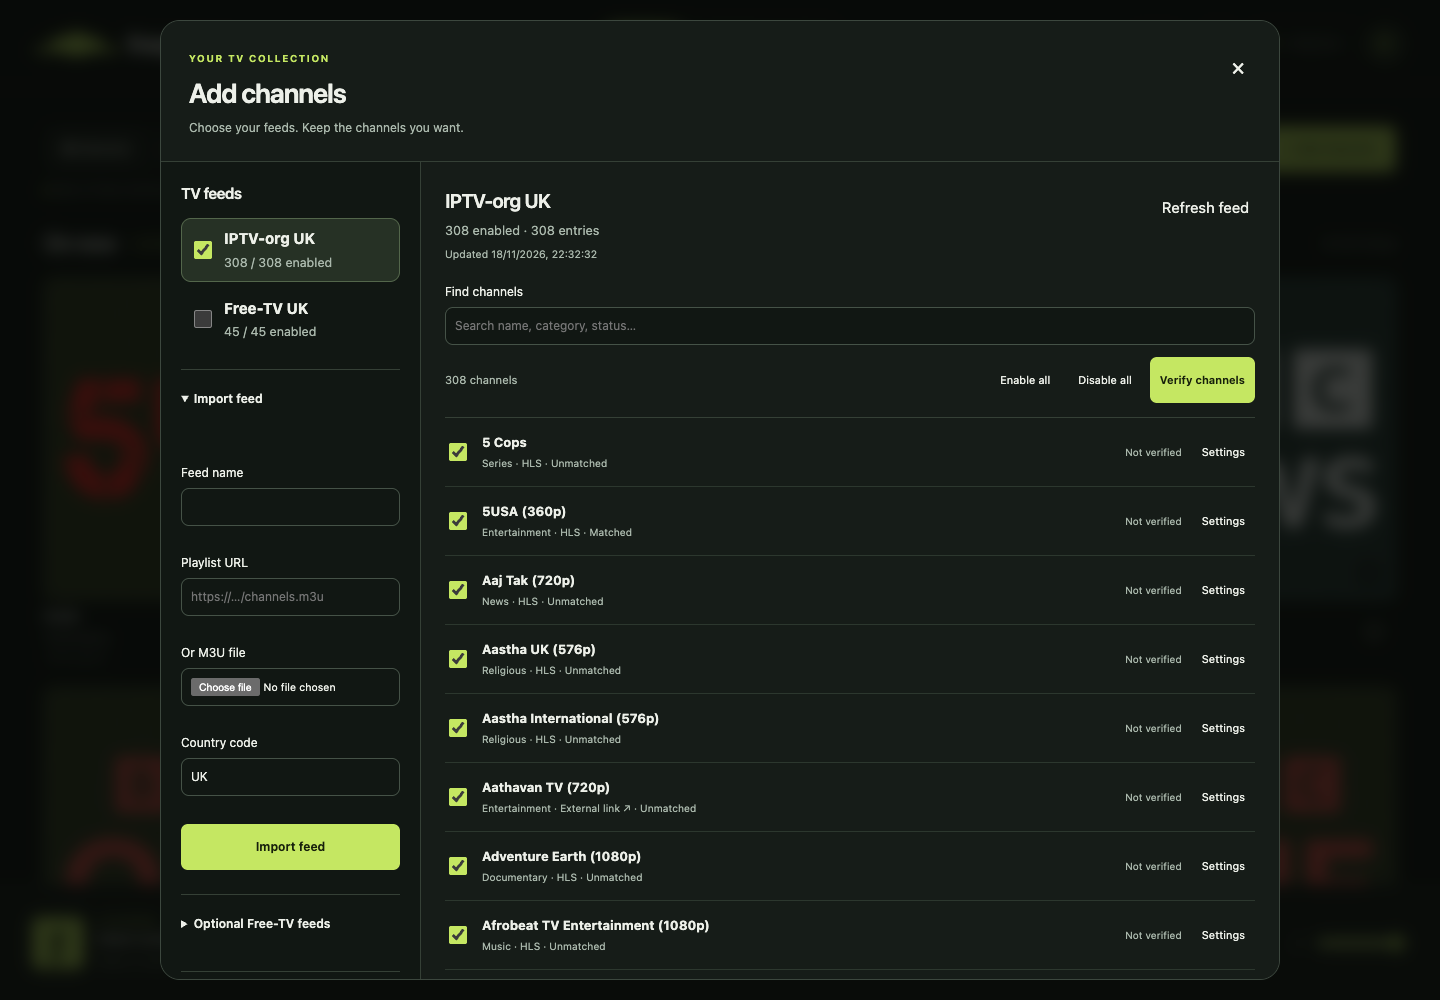 YOUR TV COLLECTION
Add channels
Choose your feeds. Keep the channels you want.
×
TV feeds
IPTV-org UK
308 / 308 enabled
Free-TV UK
45 / 45 enabled
Import feed
Feed name
Playlist URL
https://.../channels.m3u
Or M3U file
Choose file No file chosen
Country code
UK
Import feed
Optional Free-TV feeds
IPTV-org UK
Refresh feed
308 enabled · 308 entries
Updated 18/11/2026, 22:32:32
Find channels
Search name, category, status...
308 channels
Enable all
Disable all
Verify channels
5 Cops
Series · HLS · Unmatched
Not verified
Settings
5USA (360p)
Entertainment · HLS · Matched
Not verified
Settings
Aaj Tak (720p)
News · HLS · Unmatched
Not verified
Settings
Aastha UK (576p)
Religious · HLS · Unmatched
Not verified
Settings
Aastha International (576p)
Religious · HLS · Unmatched
Not verified
Settings
Aathavan TV (720p)
Entertainment · External link ↗ · Unmatched
Not verified
Settings
Adventure Earth (1080p)
Documentary · HLS · Unmatched
Not verified
Settings
Afrobeat TV Entertainment (1080p)
Music · HLS · Unmatched
Not verified
Settings